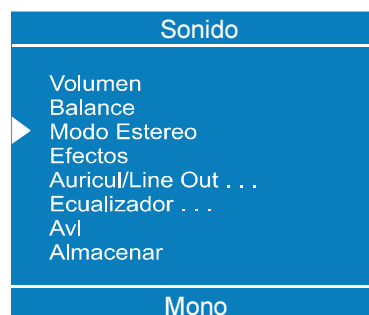 Sonido
Volumen
Balance
Modo Estereo
Efectos
Auricul/Line Out . . .
Ecualizador . . .
Avl
Almacenar
Mono